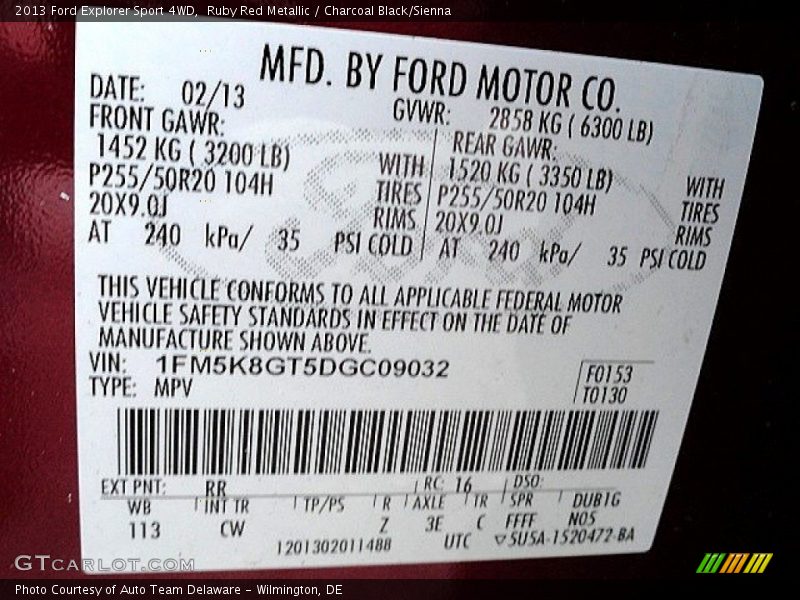 2013 Ford Explorer Sport 4WD, Ruby Red Metallic / Charcoal Black/Sienna
MFD. BY FORD MOTOR CO.
DATE: 02/13 GVWR: 2858 KG ( 6300 LB)
FRONT GAWR: REAR GAWR:
1452 KG ( 3200 LB) WITH 1520 KG ( 3350 LB) WITH
P255/50R20 104H TIRES P255/50R20 104H TIRES
20X9.0J RIMS 20X9.0J RIMS
AT 240 kPa/ 35 PSI COLD AT 240 kPa/ 35 PSI COLD
THIS VEHICLE CONFORMS TO ALL APPLICABLE FEDERAL MOTOR
VEHICLE SAFETY STANDARDS IN EFFECT ON THE DATE OF
MANUFACTURE SHOWN ABOVE.
VIN: 1FM5K8GT5DGC09032 F0153
TYPE: MPV T0130
EXT PNT: RR RC: 16 DSO:
WB INT TR TP/PS R AXLE TR SPR DUB1G
113 CW Z 3E C FFFF N05
1201302011488 UTC ▽5U5A-1520472-BA
GTCARLOT.COM
Photo Courtesy of Auto Team Delaware – Wilmington, DE